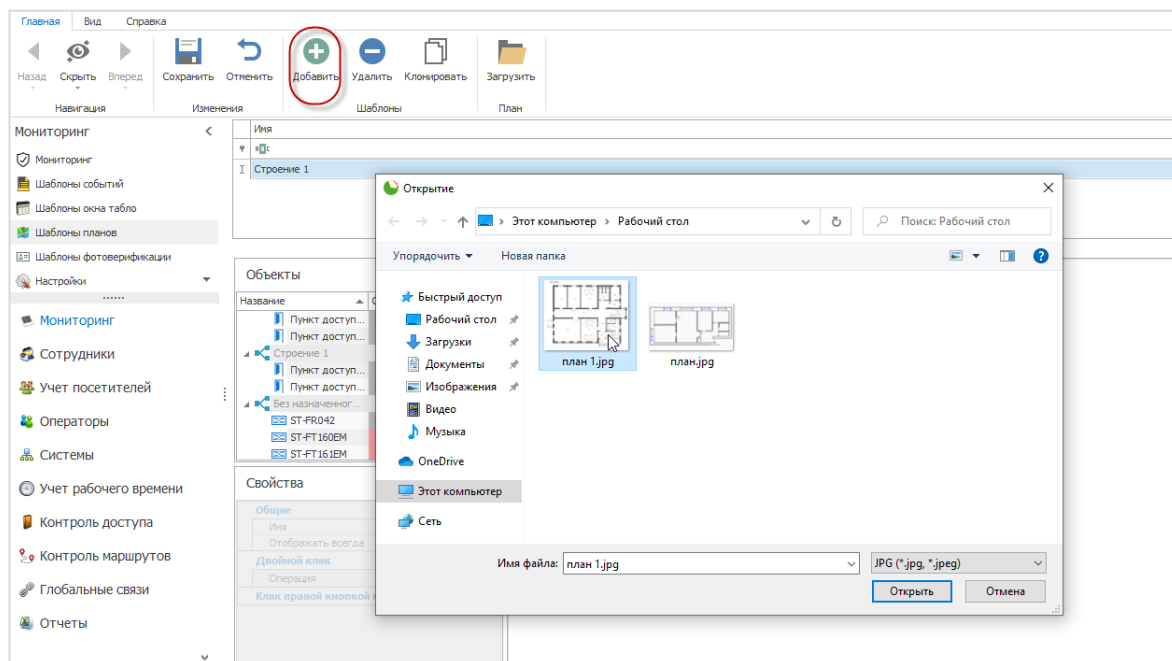 Главная Вид Справка
Назад Скрыть Вперед Сохранить Отменить Добавить Удалить Клонировать Загрузить
Навигация Изменения Шаблоны План
Мониторинг
Мониторинг
Шаблоны событий
Шаблоны окна табло
Шаблоны планов
Шаблоны фотоверификации
Настройки
Мониторинг
Сотрудники
Учет посетителей
Операторы
Системы
Учет рабочего времени
Контроль доступа
Контроль маршрутов
Глобальные связи
Отчеты
Имя
Строение 1
Объекты
Название
Пункт доступ...
Пункт доступ...
Строение 1
Пункт доступ...
Пункт доступ...
Без назначенног...
ST-FR042
ST-FT160EM
ST-FT161EM
Свойства
Общие
Имя
Отображать всегда
Двойной клик
Операция
Клик правой кнопкой
Открытие
Этот компьютер › Рабочий стол
Поиск: Рабочий стол
Упорядочить Новая папка
Быстрый доступ
Рабочий стол
Загрузки
Документы
Изображения
Видео
Музыка
OneDrive
Этот компьютер
Сеть
план 1.jpg план.jpg
Имя файла: план 1.jpg JPG (*.jpg, *.jpeg)
Открыть Отмена